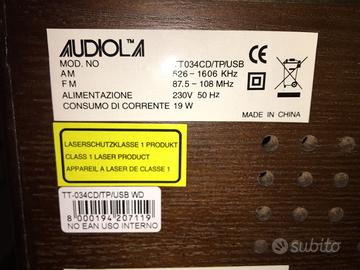 AUDIOLA
MOD. NO TT034CD/TP/USB
AM 526 - 1606 KHz
FM 87.5 - 108 MHz
ALIMENTAZIONE 230V 50 Hz
CONSUMO DI CORRENTE 19 W
CE
MADE IN CHINA
LASERSCHUTZKLASSE 1 PRODUKT
CLASS 1 LASER PRODUCT
APPAREIL A LASER DE CLASSE 1
TT-034CD/TP/USB WD
8 000194 207119
NO EAN USO INTERNO
subito